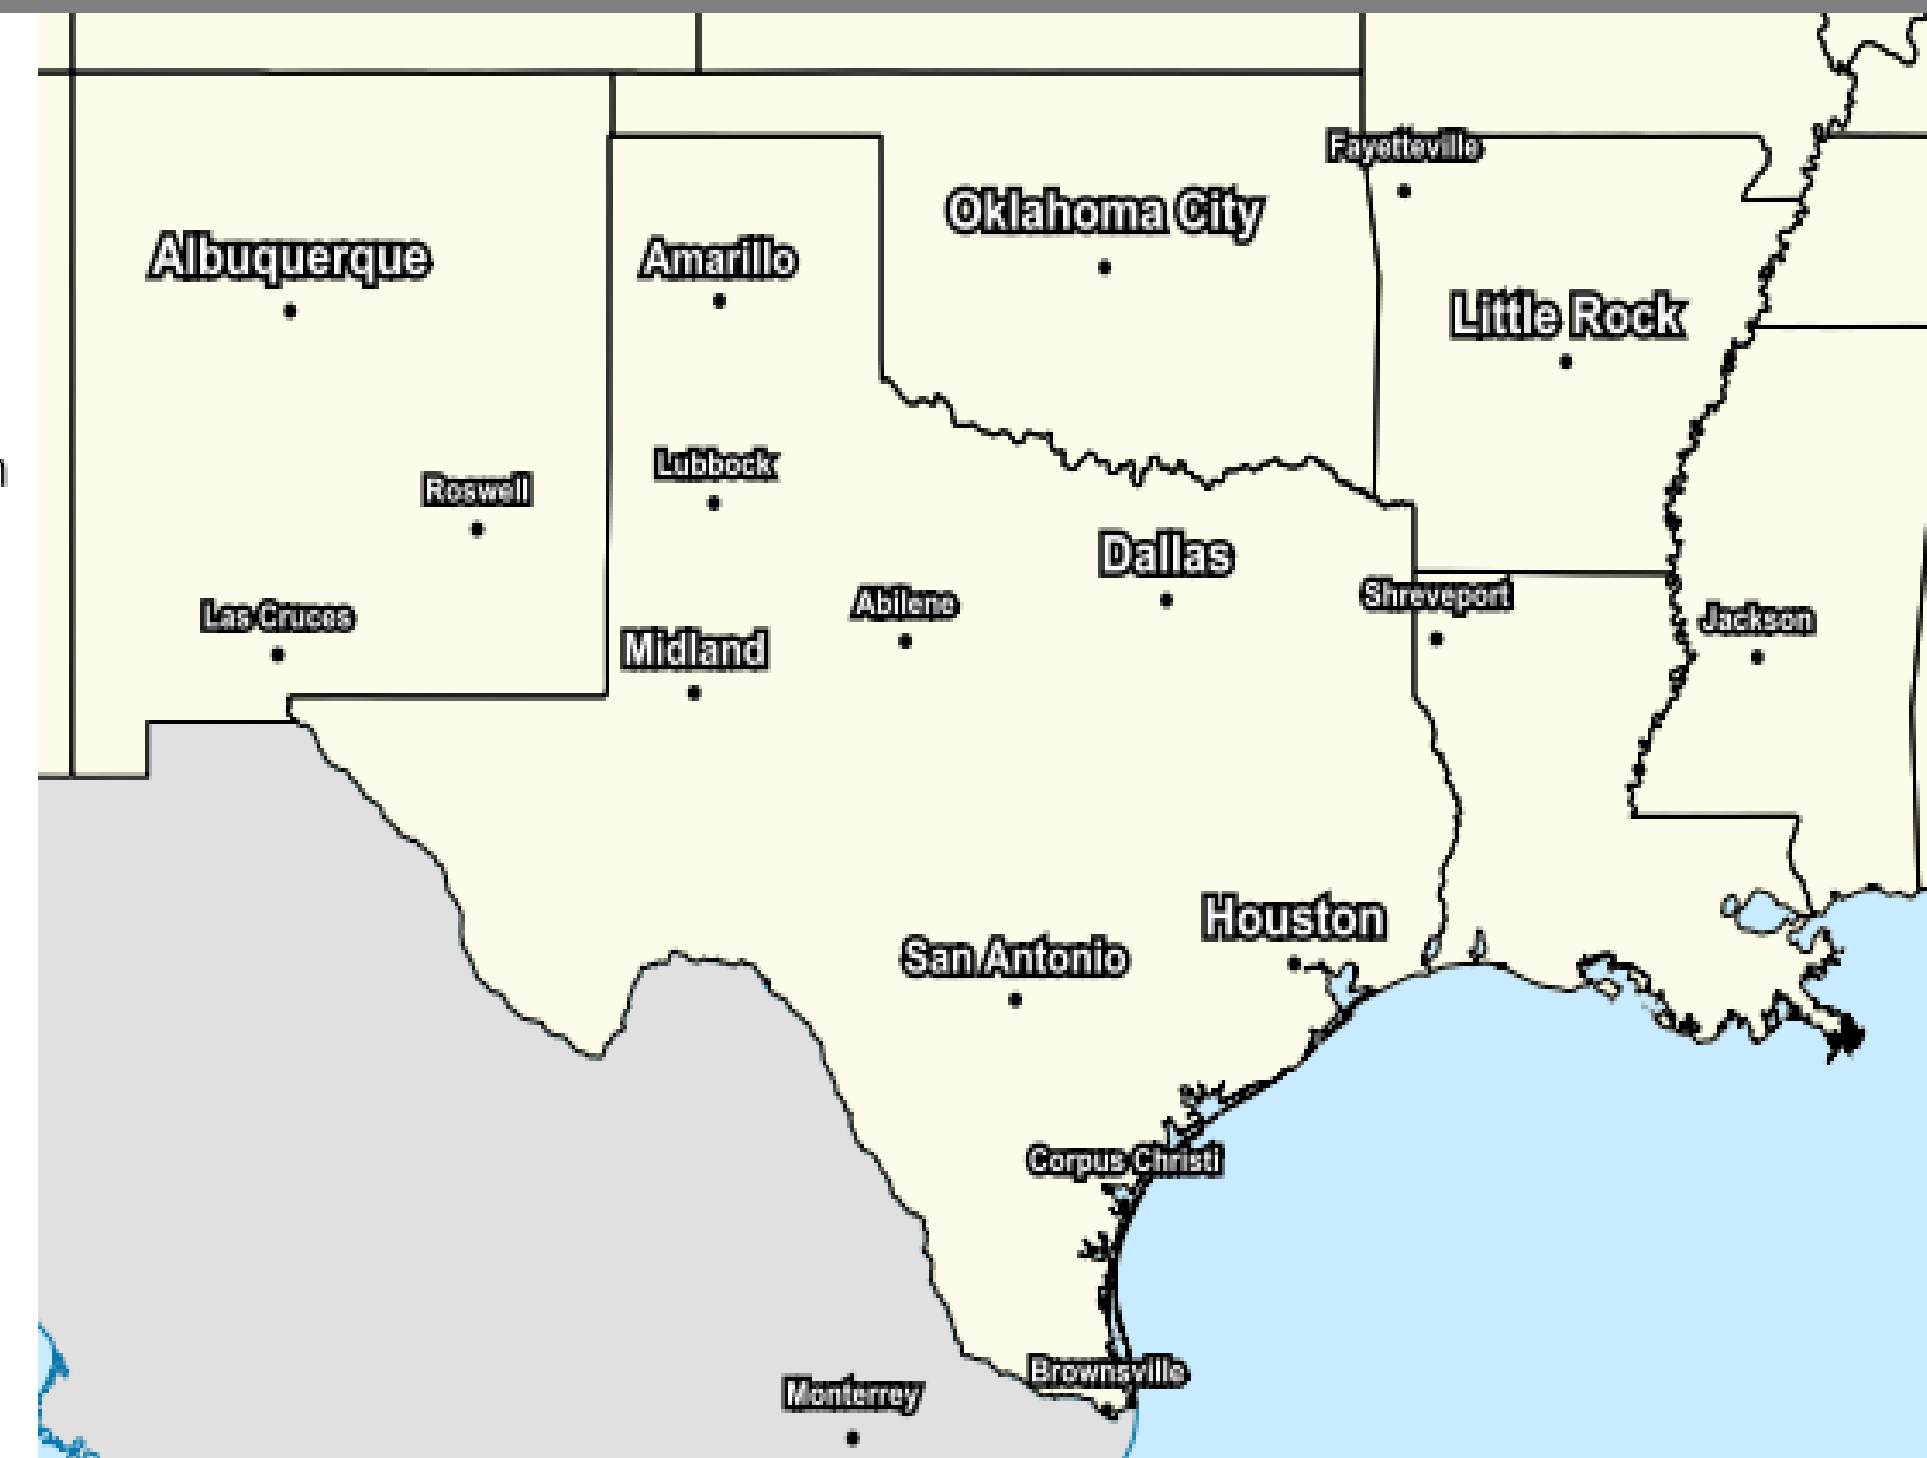 Fayetteville
Oklahoma City
Albuquerque
Amarillo
Little Rock
Lubbock
Roswell
Dallas
Shreveport
Abilene
Las Cruces
Jackson
Midland
Houston
San Antonio
Corpus Christi
Brownsville
Monterrey